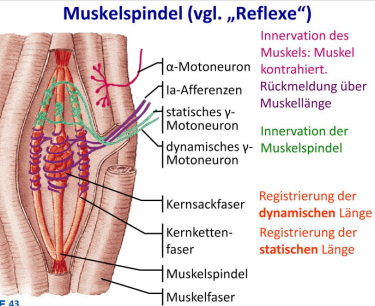 Muskelspindel (vgl. „Reflexe“)
α-Motoneuron
Ia-Afferenzen
statisches γ-
Motoneuron
dynamisches γ-
Motoneuron
Kernsackfaser
Kernketten-
faser
Muskelspindel
Muskelfaser
Innervation des
Muskels: Muskel
kontrahiert.
Rückmeldung über
Muskellänge
Innervation der
Muskelspindel
Registrierung der
dynamischen Länge
Registrierung der
statischen Länge
43